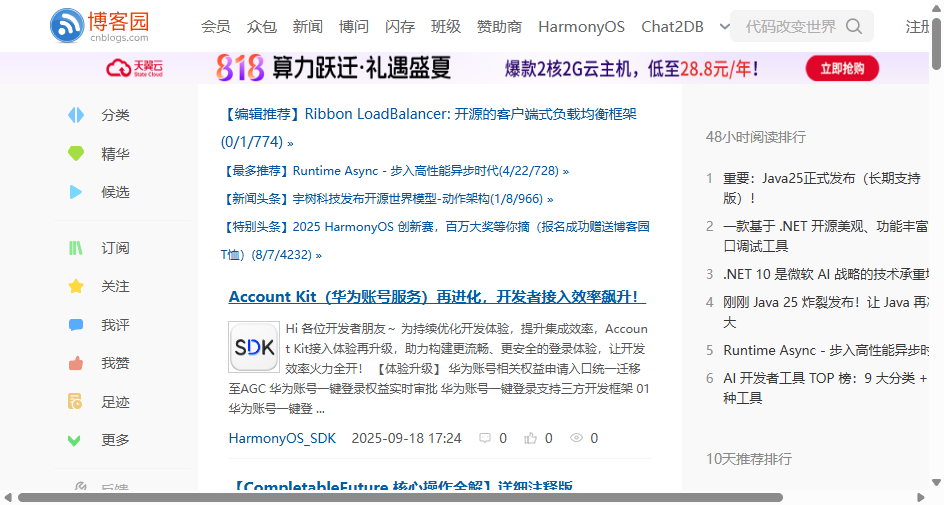 博客园
cnblogs.com
会员 众包 新闻 博问 闪存 班级 赞助商 HarmonyOS Chat2DB 代码改变世界 注册
天翼云 State Cloud 818 算力跃迁·礼遇盛夏 爆款2核2G云主机，低至28.8元/年！ 立即抢购
分类
精华
候选
订阅
关注
我评
我赞
足迹
更多
反馈
【编辑推荐】Ribbon LoadBalancer: 开源的客户端式负载均衡框架
(0/1/774) »
【最多推荐】Runtime Async - 步入高性能异步时代(4/22/728) »
【新闻头条】宇树科技发布开源世界模型-动作架构(1/8/966) »
【特别头条】2025 HarmonyOS 创新赛，百万大奖等你摘（报名成功赠送博客园
T恤）(8/7/4232) »
Account Kit（华为账号服务）再进化，开发者接入效率飙升！
SDK
Hi 各位开发者朋友～ 为持续优化开发体验，提升集成效率，Accoun
t Kit接入体验再升级，助力构建更流畅、更安全的登录体验，让开发
效率火力全开！ 【体验升级】 华为账号相关权益申请入口统一迁移
至AGC 华为账号一键登录权益实时审批 华为账号一键登录支持三方开发框架 01
华为账号一键登 ...
HarmonyOS_SDK 2025-09-18 17:24 0 0 0
【CompletableFuture 核心操作全解】详细注释版
48小时阅读排行
1 重要：Java25正式发布（长期支持
版）！
2 一款基于 .NET 开源美观、功能丰富
口调试工具
3 .NET 10 是微软 AI 战略的技术承重
4 刚刚 Java 25 炸裂发布！让 Java 再
大
5 Runtime Async - 步入高性能异步时
6 AI 开发者工具 TOP 榜：9 大分类 +
种工具
10天推荐排行